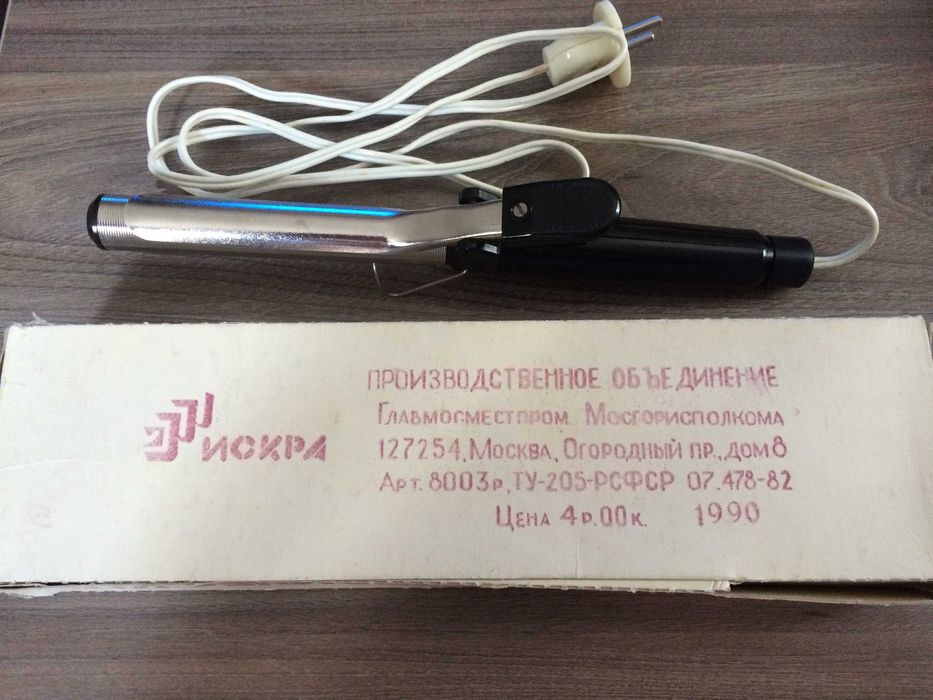 ИСКРА
ПРОИЗВОДСТВЕННОЕ ОБЪЕДИНЕНИЕ
ГЛАВМОСМЕСТПРОМ МОСГОРИСПОЛКОМА
127254, МОСКВА, ОГОРОДНЫЙ ПР., ДОМ 8
АРТ. 8003р, ТУ-205-РСФСР 07.478-82
ЦЕНА 4р.00к. 1990